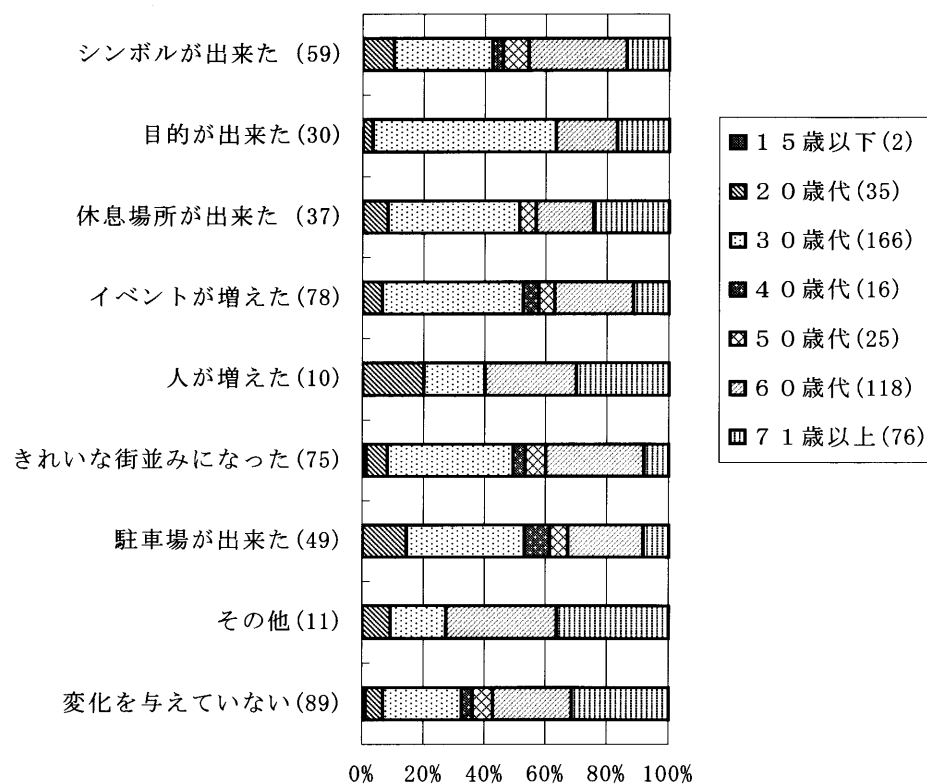 シンボルが出来た (59)
目的が出来た(30)
休息場所が出来た (37)
イベントが増えた(78)
人が増えた(10)
きれいな街並みになった(75)
駐車場が出来た(49)
その他(11)
変化を与えていない(89)
0% 20% 40% 60% 80% 100%
15歳以下(2)
20歳代(35)
30歳代(166)
40歳代(16)
50歳代(25)
60歳代(118)
71歳以上(76)